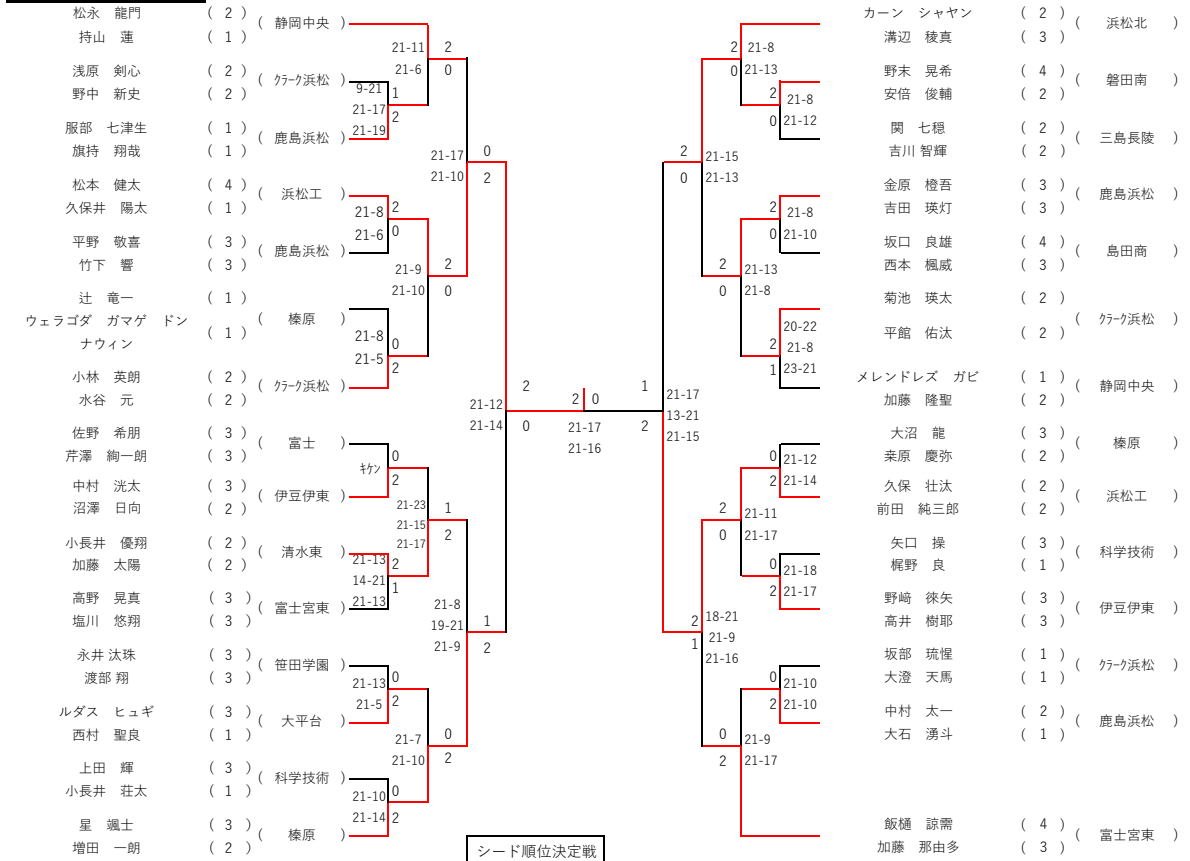 松永　龍門 ( 2 ) ( 静岡中央 )
持山　蓮 ( 1 )
21-11 2
21-6 0
浅原　剣心 ( 2 ) ( クラーク浜松 )
野中　新史 ( 2 )
9-21 1
21-17 2
21-19
服部　七津生 ( 1 ) ( 鹿島浜松 )
旗持　翔哉 ( 1 )
21-17 0
21-10 2
松本　健太 ( 4 ) ( 浜松工 )
久保井　陽太 ( 1 )
21-8 2
21-6 0
平野　敬喜 ( 3 ) ( 鹿島浜松 )
竹下　響 ( 3 )
21-9 2
21-10 0
辻　竜一 ( 1 ) ( 榛原 )
ウェラゴダ　ガマゲ　ドン
ナウィン ( 1 )
21-8 0
21-5 2
小林　英朗 ( 2 ) ( クラーク浜松 )
水谷　元 ( 2 )
21-12 2
21-14 0
佐野　希朋 ( 3 ) ( 富士 )
芹澤　絢一朗 ( 3 )
キケン 0
2
中村　洸太 ( 3 ) ( 伊豆伊東 )
沼澤　日向 ( 2 )
21-23 1
21-15 2
21-17
小長井　優翔 ( 2 ) ( 清水東 )
加藤　太陽 ( 2 )
21-13 2
14-21 1
21-13
高野　晃真 ( 3 ) ( 富士宮東 )
塩川　悠翔 ( 3 )
21-8 1
19-21 2
21-9
永井 汰珠 ( 3 ) ( 笹田学園 )
渡部 翔 ( 3 )
21-13 0
21-5 2
ルダス　ヒュギ ( 3 ) ( 大平台 )
西村　聖良 ( 1 )
21-7 0
21-10 2
上田　輝 ( 3 ) ( 科学技術 )
小長井　荘太 ( 1 )
21-10 0
21-14 2
星　颯士 ( 3 ) ( 榛原 )
増田　一朗 ( 2 )
2 0
21-17
21-16
シード順位決定戦
カーン　シャヤン ( 2 ) ( 浜松北 )
溝辺　稜真 ( 3 )
2 21-8
0 21-13
野末　晃希 ( 4 ) ( 磐田南 )
安倍　俊輔 ( 2 )
2 21-8
0 21-12
関　七穏 ( 2 ) ( 三島長陵 )
吉川 智輝 ( 2 )
2 21-15
0 21-13
金原　橙吾 ( 3 ) ( 鹿島浜松 )
吉田　瑛灯 ( 3 )
2 21-8
0 21-10
坂口　良雄 ( 4 ) ( 島田商 )
西本　楓威 ( 3 )
2 21-13
0 21-8
菊池　瑛太 ( 2 ) ( クラーク浜松 )
平館　佑汰 ( 2 )
20-22
2 21-8
1 23-21
メレンドレズ　ガビ ( 1 ) ( 静岡中央 )
加藤　隆聖 ( 2 )
1 21-17
13-21
2 21-15
大沼　龍 ( 3 ) ( 榛原 )
桒原　慶弥 ( 2 )
0 21-12
2 21-14
久保　壮汰 ( 2 ) ( 浜松工 )
前田　純三郎 ( 2 )
2 21-11
0 21-17
矢口　操 ( 3 ) ( 科学技術 )
梶野　良 ( 1 )
0 21-18
2 21-17
野﨑　徠矢 ( 3 ) ( 伊豆伊東 )
高井　樹耶 ( 3 )
2 18-21
1 21-9
21-16
坂部　琉惺 ( 1 ) ( クラーク浜松 )
大澄　天馬 ( 1 )
0 21-10
2 21-10
中村　太一 ( 2 ) ( 鹿島浜松 )
大石　湧斗 ( 1 )
0 21-9
2 21-17
飯樋　諒需 ( 4 ) ( 富士宮東 )
加藤　那由多 ( 3 )